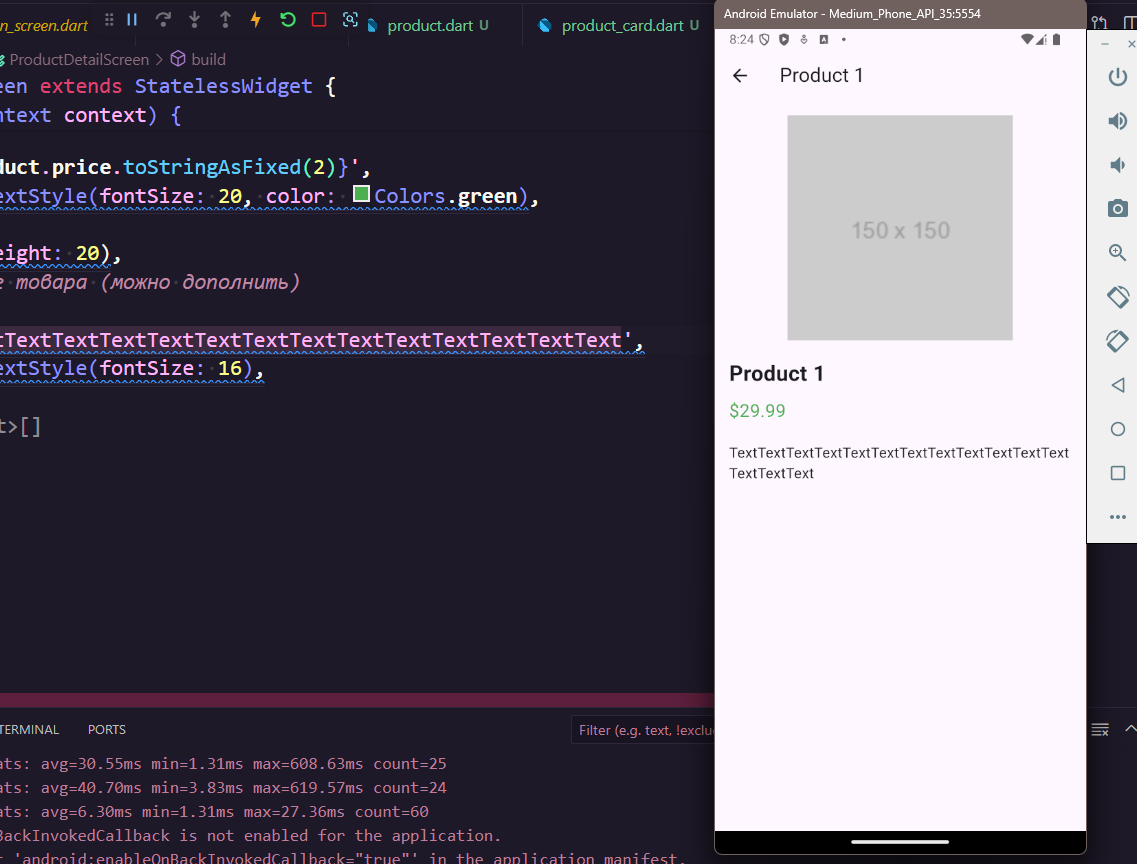 n_screen.dart
product.dart U
product_card.dart U
ProductDetailScreen > build
een extends StatelessWidget {
ntext context) {
duct.price.toStringAsFixed(2)}',
extStyle(fontSize: 20, color: Colors.green),
eight: 20),
е товара (можно дополнить)
tTextTextTextTextTextTextTextTextTextTextTextTextText',
extStyle(fontSize: 16),
t>[]
TERMINAL PORTS
Filter (e.g. text, !exclu
ats: avg=30.55ms min=1.31ms max=608.63ms count=25
ats: avg=40.70ms min=3.83ms max=619.57ms count=24
ats: avg=6.30ms min=1.31ms max=27.36ms count=60
BackInvokedCallback is not enabled for the application.
t 'android:enableOnBackInvokedCallback="true"' in the application manifest.
Android Emulator - Medium_Phone_API_35:5554
8:24
Product 1
150 x 150
Product 1
$29.99
TextTextTextTextTextTextTextTextTextTextTextText
TextTextText